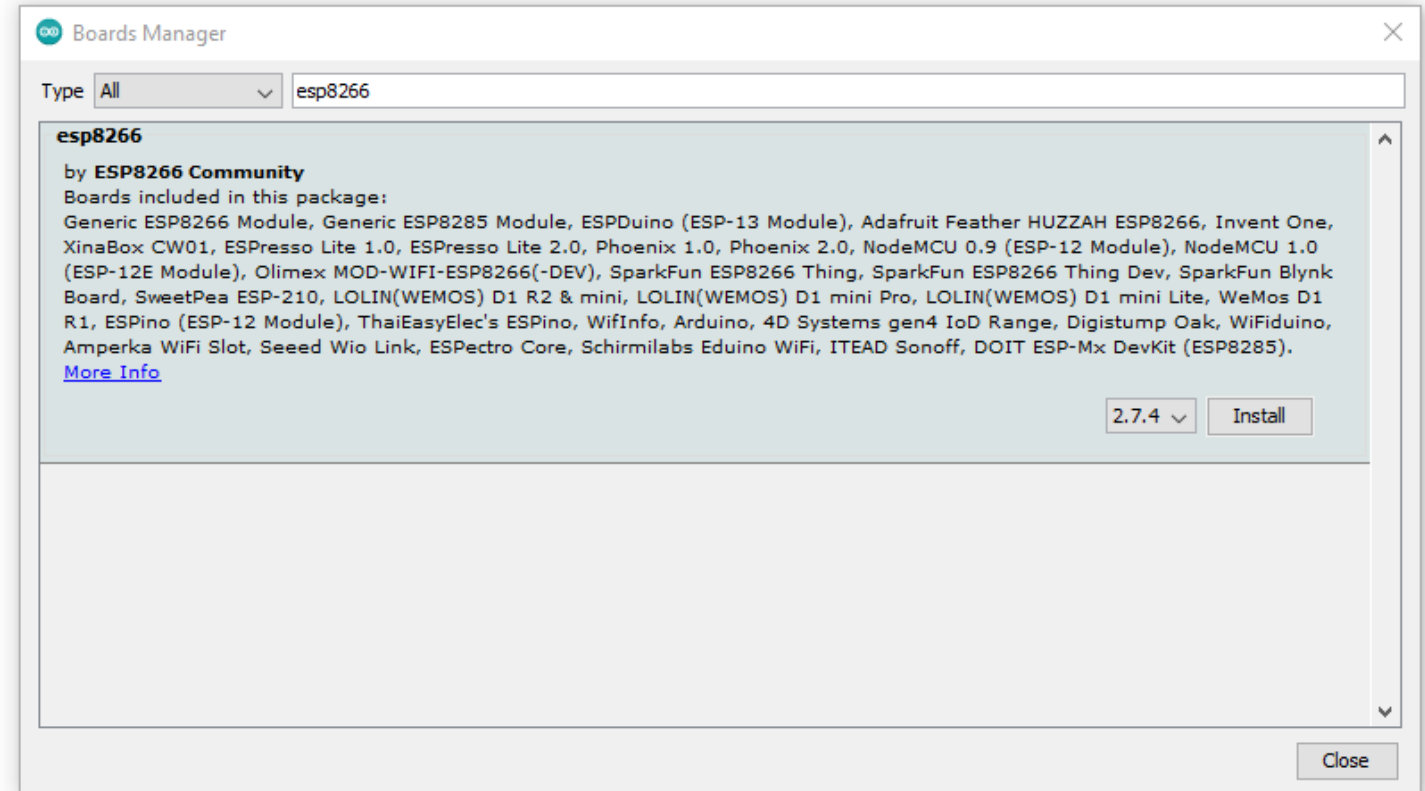 Boards Manager
Type All esp8266
esp8266
by ESP8266 Community
Boards included in this package:
Generic ESP8266 Module, Generic ESP8285 Module, ESPDuino (ESP-13 Module), Adafruit Feather HUZZAH ESP8266, Invent One,
XinaBox CW01, ESPresso Lite 1.0, ESPresso Lite 2.0, Phoenix 1.0, Phoenix 2.0, NodeMCU 0.9 (ESP-12 Module), NodeMCU 1.0
(ESP-12E Module), Olimex MOD-WIFI-ESP8266(-DEV), SparkFun ESP8266 Thing, SparkFun ESP8266 Thing Dev, SparkFun Blynk
Board, SweetPea ESP-210, LOLIN(WEMOS) D1 R2 & mini, LOLIN(WEMOS) D1 mini Pro, LOLIN(WEMOS) D1 mini Lite, WeMos D1
R1, ESPino (ESP-12 Module), ThaiEasyElec's ESPino, WifInfo, Arduino, 4D Systems gen4 IoD Range, Digistump Oak, WiFiduino,
Amperka WiFi Slot, Seeed Wio Link, ESPectro Core, Schirmilabs Eduino WiFi, ITEAD Sonoff, DOIT ESP-Mx DevKit (ESP8285).
More Info
2.7.4 Install
Close